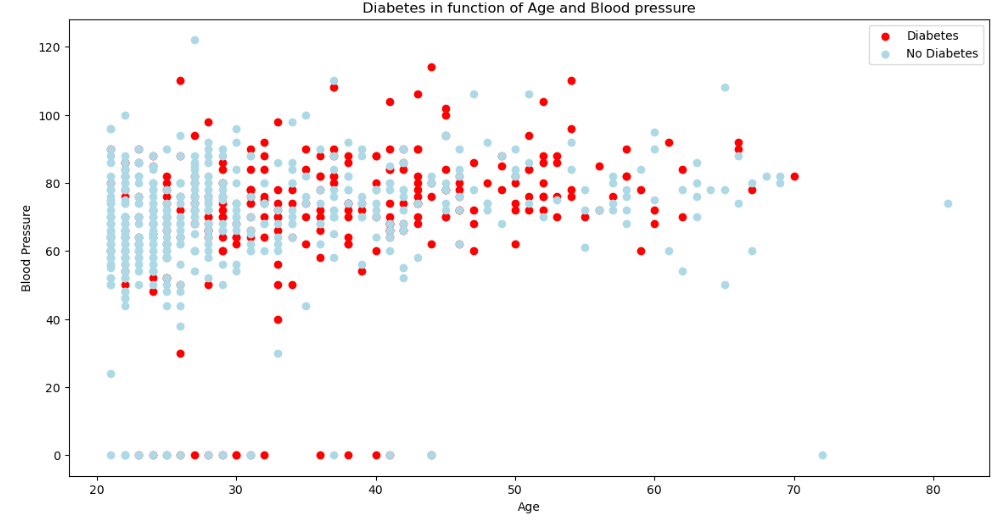 Diabetes in function of Age and Blood pressure
Diabetes
No Diabetes
Blood Pressure
120
100
80
60
40
20
0
20 30 40 50 60 70 80
Age